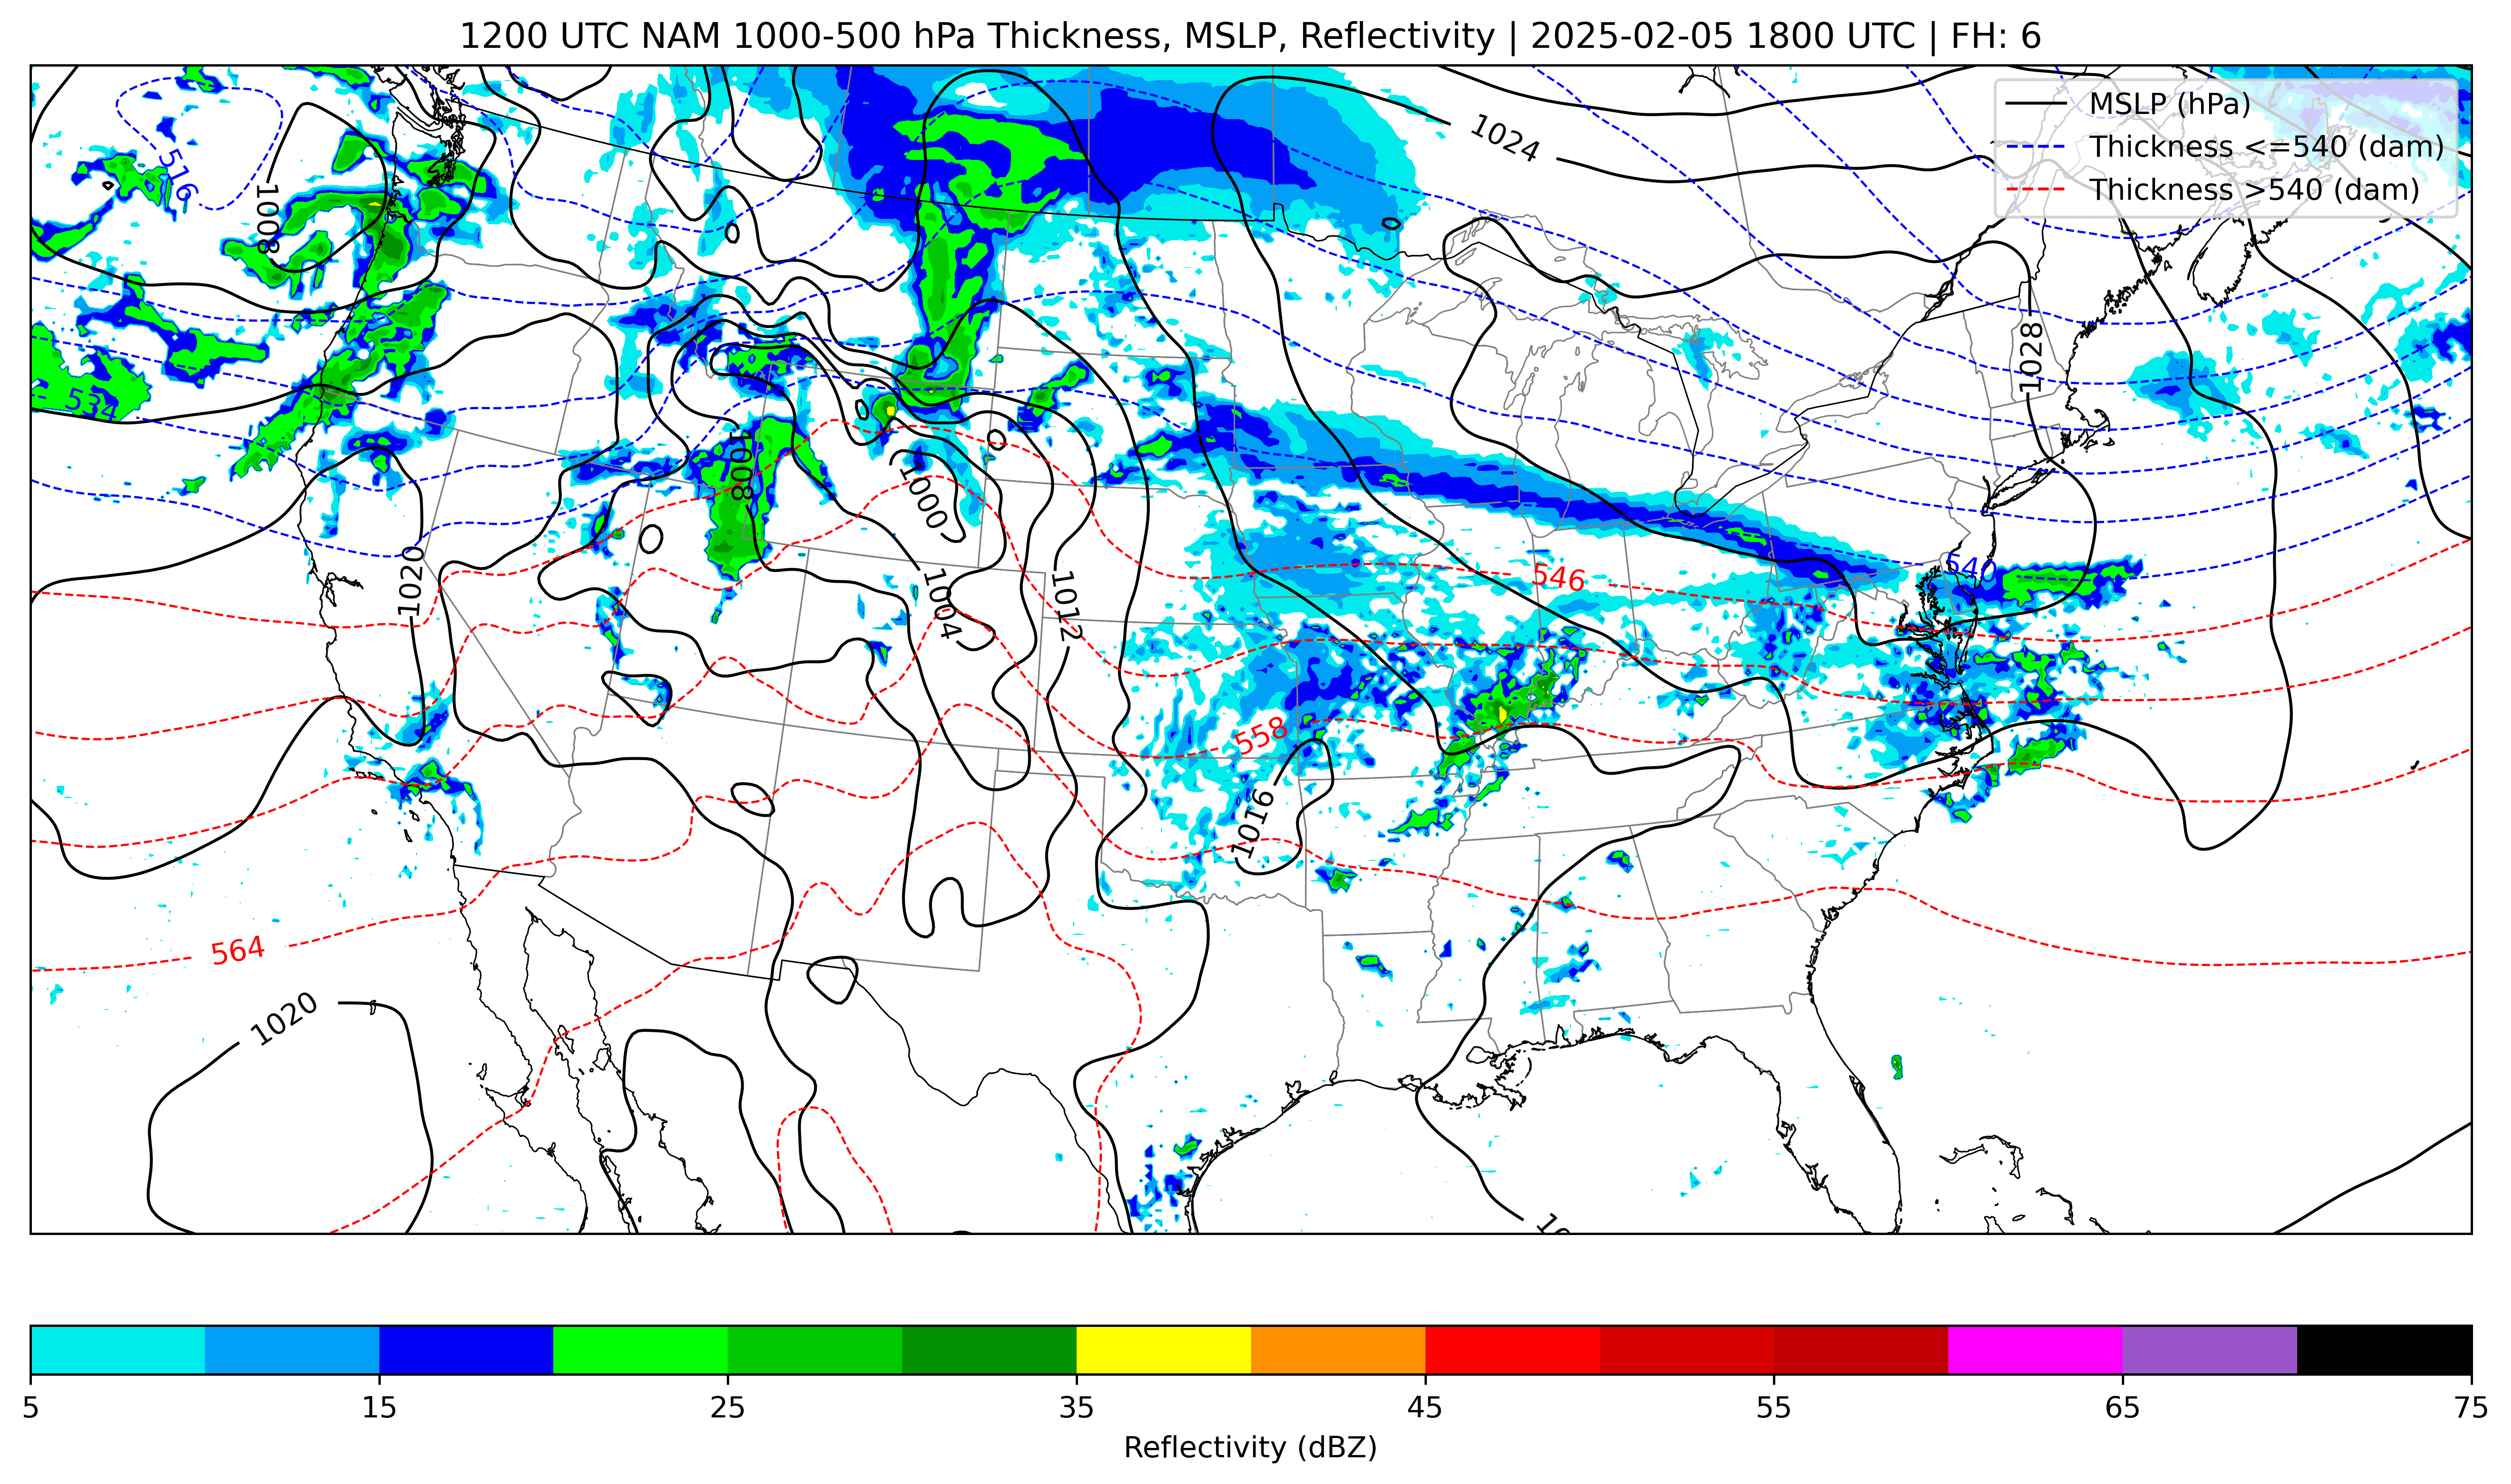 1200 UTC NAM 1000-500 hPa Thickness, MSLP, Reflectivity | 2025-02-05 1800 UTC | FH: 6
MSLP (hPa)
Thickness <=540 (dam)
Thickness >540 (dam)
1024
516
1008
1028
534
1008
1000
1020
1004
1012
546
540
558
1016
564
1020
5 15 25 35 45 55 65 75
Reflectivity (dBZ)